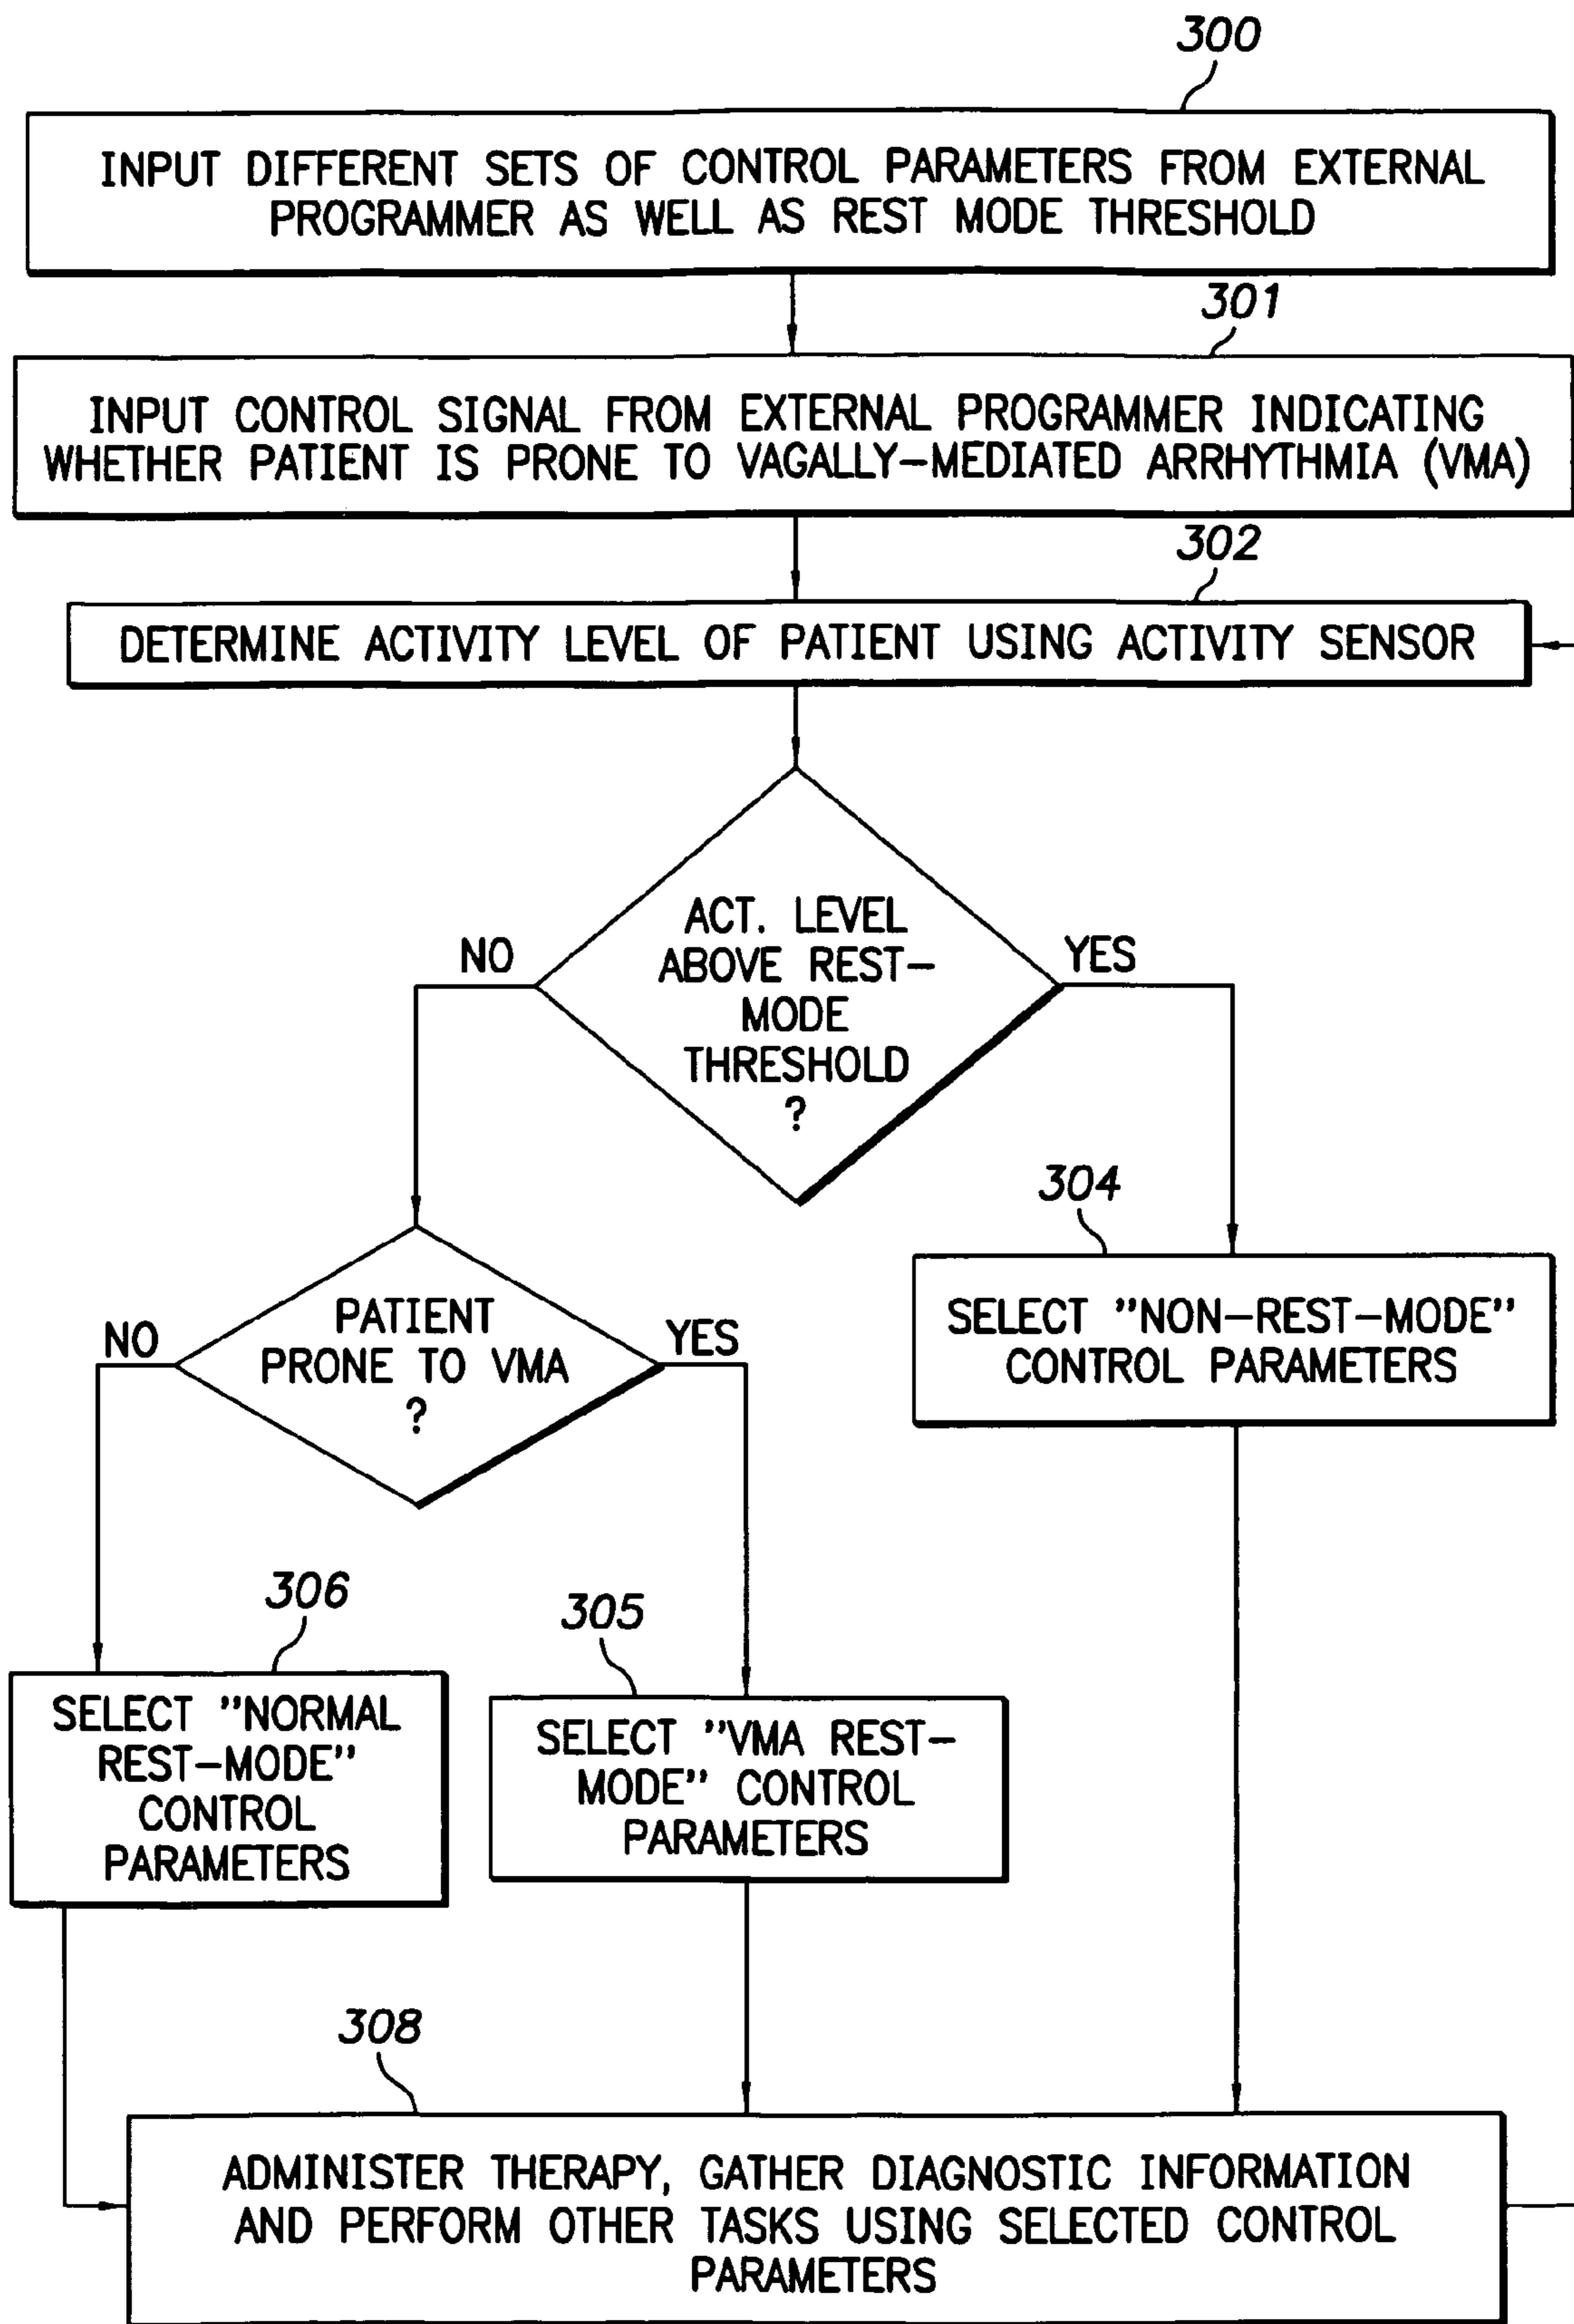 300
INPUT DIFFERENT SETS OF CONTROL PARAMETERS FROM EXTERNAL
PROGRAMMER AS WELL AS REST MODE THRESHOLD
301
INPUT CONTROL SIGNAL FROM EXTERNAL PROGRAMMER INDICATING
WHETHER PATIENT IS PRONE TO VAGALLY-MEDIATED ARRHYTHMIA (VMA)
302
DETERMINE ACTIVITY LEVEL OF PATIENT USING ACTIVITY SENSOR
ACT. LEVEL
ABOVE REST-
MODE
THRESHOLD
?
NO
YES
304
SELECT "NON-REST-MODE"
CONTROL PARAMETERS
PATIENT
PRONE TO VMA
?
NO
YES
306
SELECT "NORMAL
REST-MODE"
CONTROL
PARAMETERS
305
SELECT "VMA REST-
MODE" CONTROL
PARAMETERS
308
ADMINISTER THERAPY, GATHER DIAGNOSTIC INFORMATION
AND PERFORM OTHER TASKS USING SELECTED CONTROL
PARAMETERS